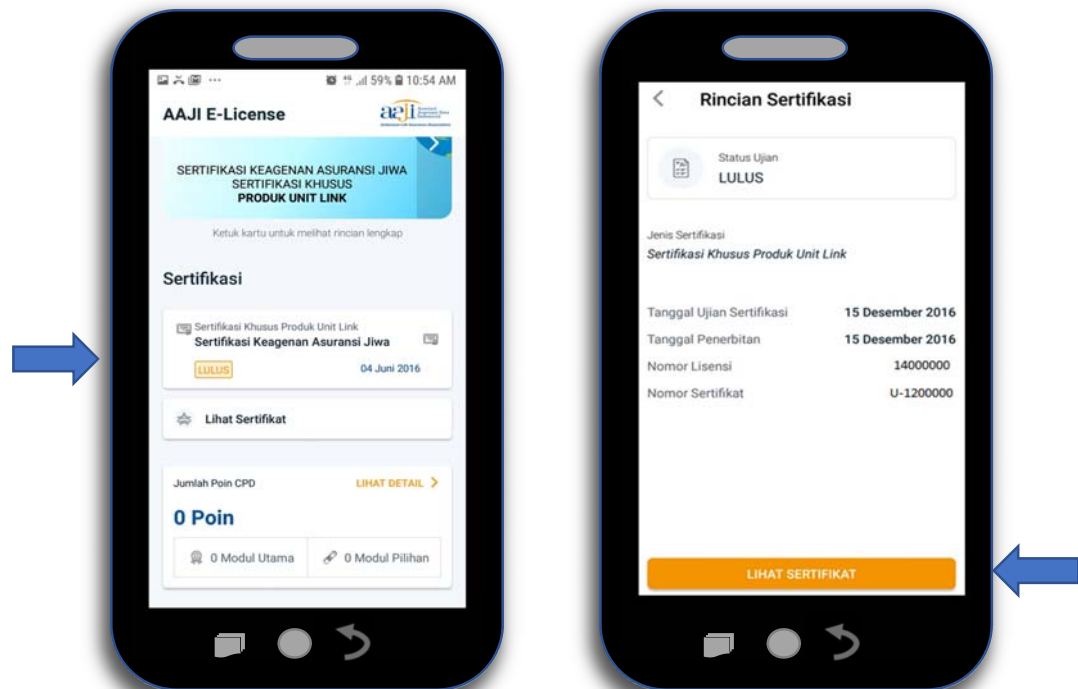 59% 10:54 AM
AAJI E-License
aaji
SERTIFIKASI KEAGENAN ASURANSI JIWA
SERTIFIKASI KHUSUS
PRODUK UNIT LINK
Ketuk kartu untuk melihat rincian lengkap
Sertifikasi
Sertifikasi Khusus Produk Unit Link
Sertifikasi Keagenan Asuransi Jiwa
LULUS 04 Juni 2016
Lihat Sertifikat
Jumlah Poin CPD LIHAT DETAIL
0 Poin
0 Modul Utama 0 Modul Pilihan
Rincian Sertifikasi
Status Ujian
LULUS
Jenis Sertifikasi
Sertifikasi Khusus Produk Unit Link
Tanggal Ujian Sertifikasi 15 Desember 2016
Tanggal Penerbitan 15 Desember 2016
Nomor Lisensi 14000000
Nomor Sertifikat U-1200000
LIHAT SERTIFIKAT